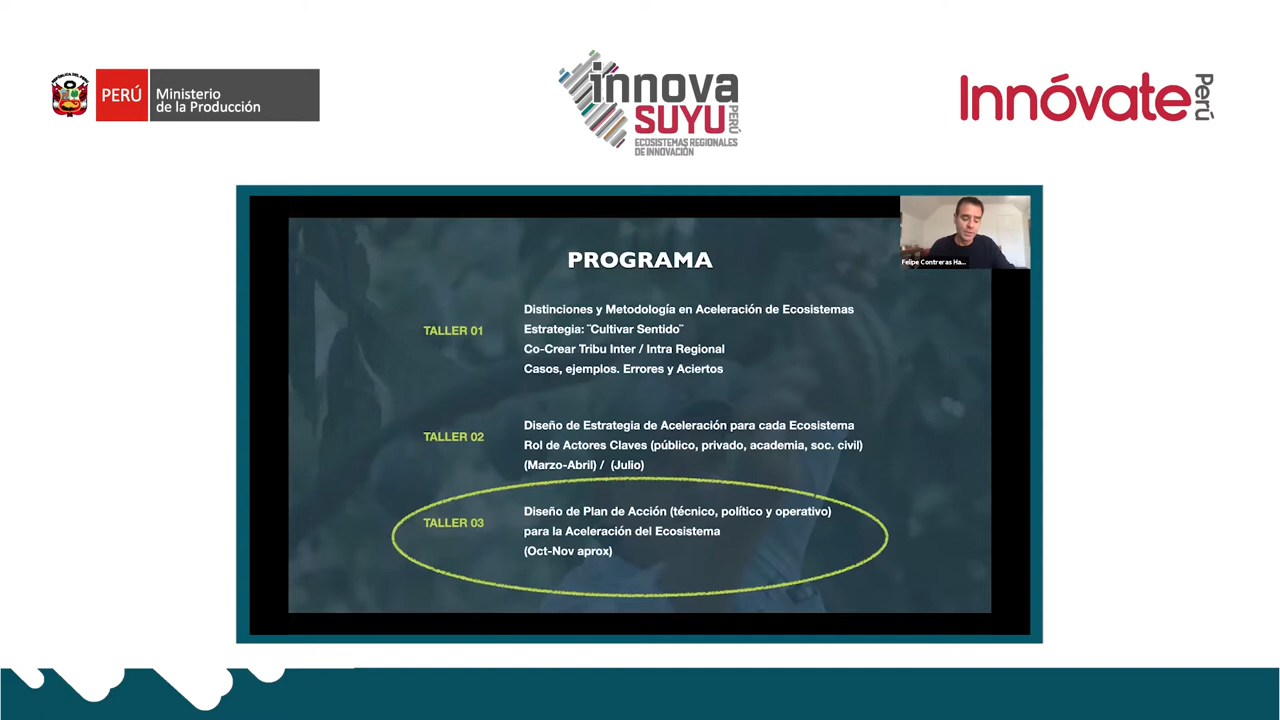 PERÚ
Ministerio
de la Producción
innova
SUYU
PERÚ
ECOSISTEMAS REGIONALES
DE INNOVACIÓN
Innóvate
Perú
Felipe Contreras Ha...
PROGRAMA
TALLER 01
Distinciones y Metodología en Aceleración de Ecosistemas
Estrategia: ¨Cultivar Sentido¨
Co-Crear Tribu Inter / Intra Regional
Casos, ejemplos. Errores y Aciertos
TALLER 02
Diseño de Estrategia de Aceleración para cada Ecosistema
Rol de Actores Claves (público, privado, academia, soc. civil)
(Marzo-Abril) / (Julio)
TALLER 03
Diseño de Plan de Acción (técnico, político y operativo)
para la Aceleración del Ecosistema
(Oct-Nov aprox)